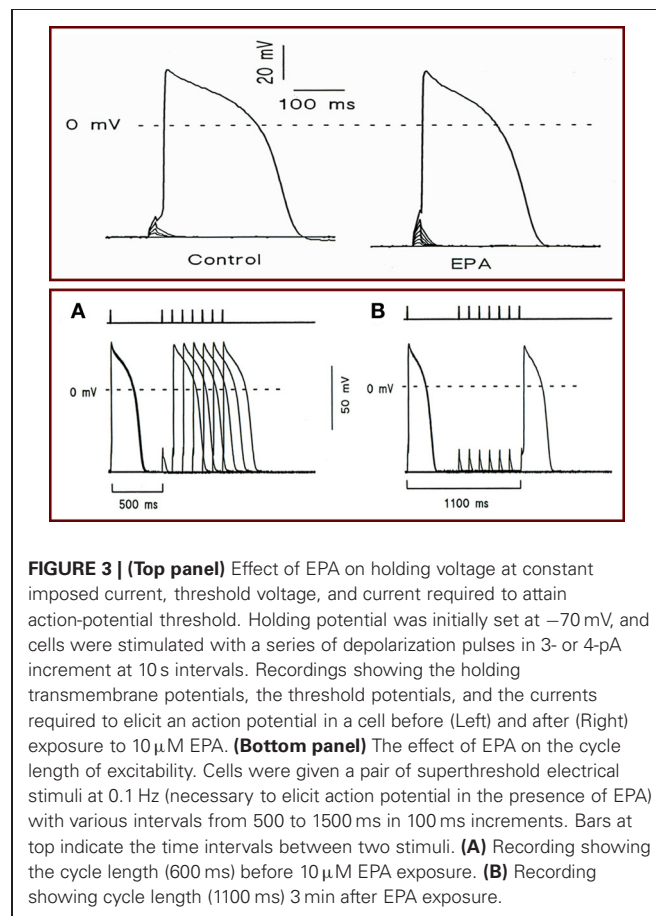 20 mV
100 ms
0 mV
Control
EPA
A
B
0 mV
50 mV
0 mV
500 ms
1100 ms
FIGURE 3 | (Top panel) Effect of EPA on holding voltage at constant
imposed current, threshold voltage, and current required to attain
action-potential threshold. Holding potential was initially set at −70 mV, and
cells were stimulated with a series of depolarization pulses in 3- or 4-pA
increment at 10 s intervals. Recordings showing the holding
transmembrane potentials, the threshold potentials, and the currents
required to elicit an action potential in a cell before (Left) and after (Right)
exposure to 10 μM EPA. (Bottom panel) The effect of EPA on the cycle
length of excitability. Cells were given a pair of superthreshold electrical
stimuli at 0.1 Hz (necessary to elicit action potential in the presence of EPA)
with various intervals from 500 to 1500 ms in 100 ms increments. Bars at
top indicate the time intervals between two stimuli. (A) Recording showing
the cycle length (600 ms) before 10 μM EPA exposure. (B) Recording
showing cycle length (1100 ms) 3 min after EPA exposure.